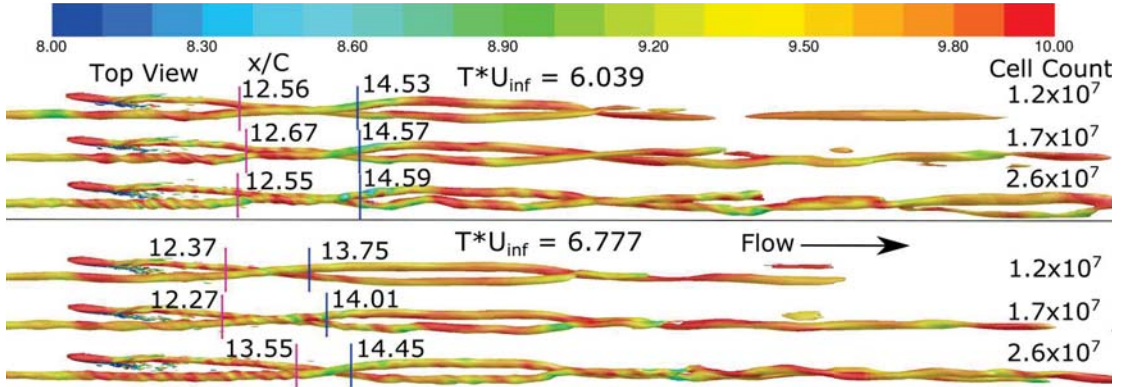 8.00 8.30 8.60 8.90 9.20 9.50 9.80 10.00
Top View x/C T*U_inf = 6.039 Cell Count
12.56 14.53 1.2x10^7
12.67 14.57 1.7x10^7
12.55 14.59 2.6x10^7
T*U_inf = 6.777 Flow
12.37 13.75 1.2x10^7
12.27 14.01 1.7x10^7
13.55 14.45 2.6x10^7